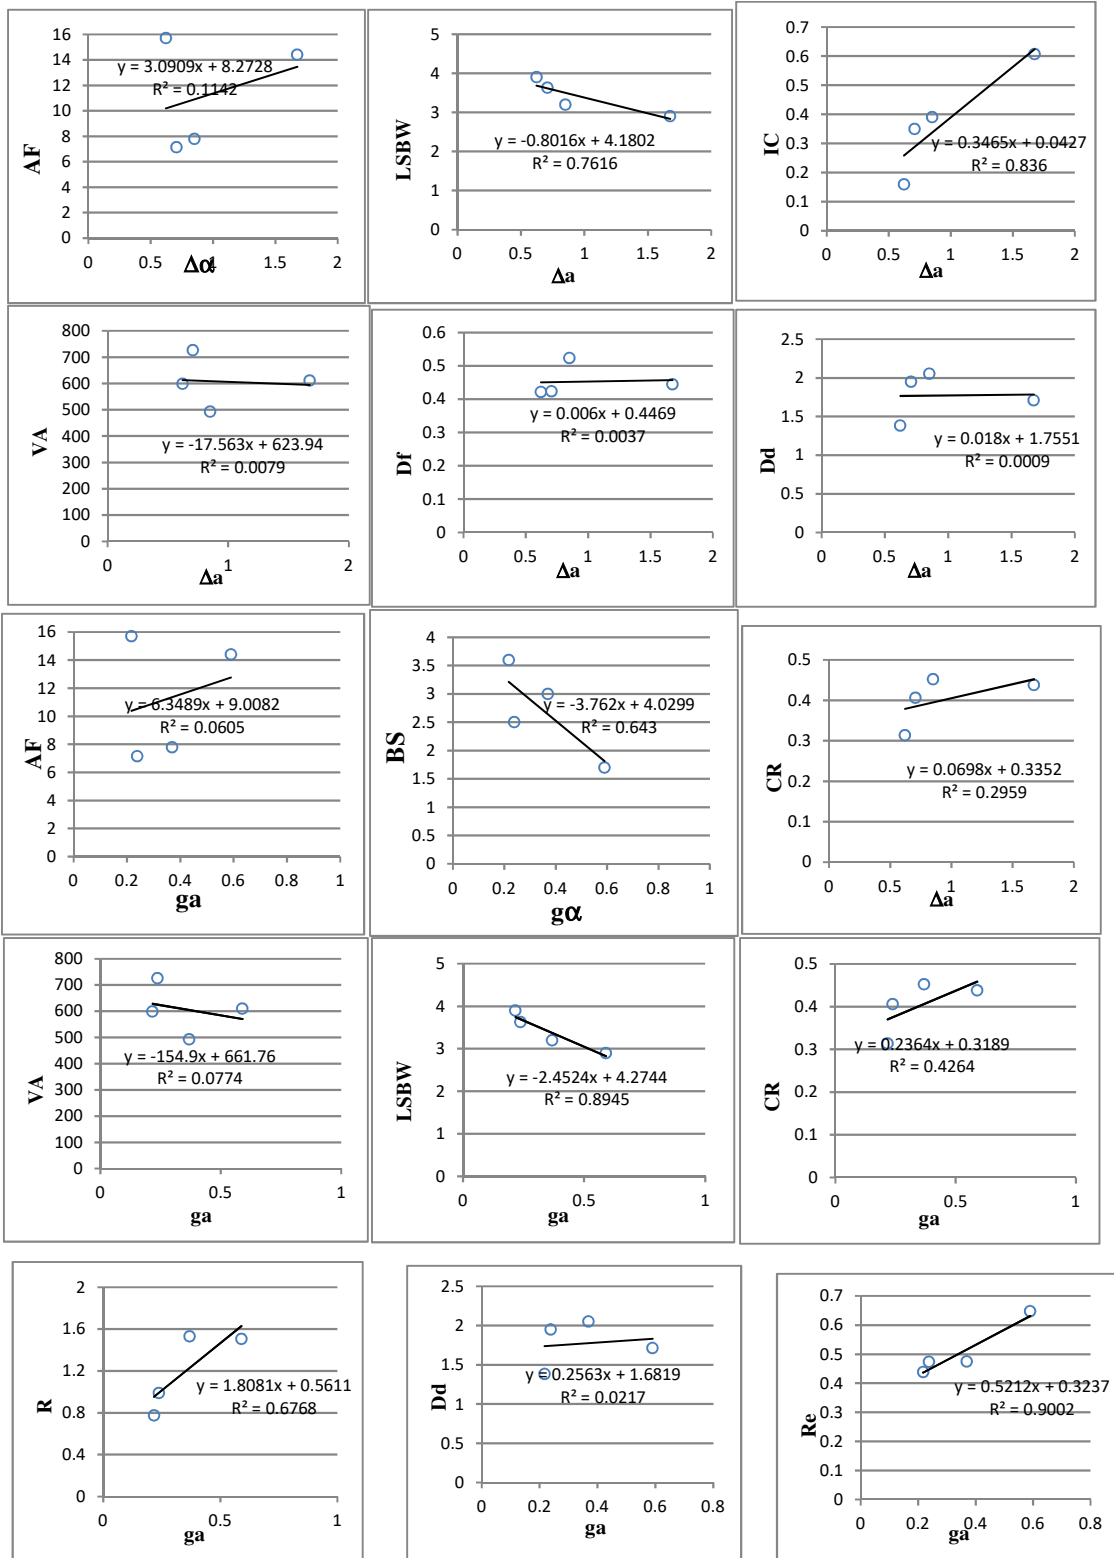 16
14
12
10
8
6
4
2
0
AF
y = 3.0909x + 8.2728
R² = 0.1142
0 0.5 1 1.5 2
Δα
5
4
3
2
1
0
LSBW
y = -0.8016x + 4.1802
R² = 0.7616
0 0.5 1 1.5 2
Δa
0.7
0.6
0.5
0.4
0.3
0.2
0.1
0
IC
y = 0.3465x + 0.0427
R² = 0.836
0 0.5 1 1.5 2
Δa
800
700
600
500
400
300
200
100
0
VA
y = -17.563x + 623.94
R² = 0.0079
0 1 2
Δa
0.6
0.5
0.4
0.3
0.2
0.1
0
Df
y = 0.006x + 0.4469
R² = 0.0037
0 0.5 1 1.5 2
Δa
2.5
2
1.5
1
0.5
0
Dd
y = 0.018x + 1.7551
R² = 0.0009
0 0.5 1 1.5 2
Δa
16
14
12
10
8
6
4
2
0
AF
y = 6.3489x + 9.0082
R² = 0.0605
0 0.2 0.4 0.6 0.8 1
ga
4
3.5
3
2.5
2
1.5
1
0.5
0
BS
y = -3.762x + 4.0299
R² = 0.643
0 0.2 0.4 0.6 0.8 1
gα
0.5
0.4
0.3
0.2
0.1
0
CR
y = 0.0698x + 0.3352
R² = 0.2959
0 0.5 1 1.5 2
Δa
800
700
600
500
400
300
200
100
0
VA
y = -154.9x + 661.76
R² = 0.0774
0 0.5 1
ga
5
4
3
2
1
0
LSBW
y = -2.4524x + 4.2744
R² = 0.8945
0 0.5 1
ga
0.5
0.4
0.3
0.2
0.1
0
CR
y = 0.2364x + 0.3189
R² = 0.4264
0 0.5 1
ga
2
1.6
1.2
0.8
0.4
0
R
y = 1.8081x + 0.5611
R² = 0.6768
0 0.5 1
ga
2.5
2
1.5
1
0.5
0
Dd
y = 0.2563x + 1.6819
R² = 0.0217
0 0.2 0.4 0.6 0.8
ga
0.7
0.6
0.5
0.4
0.3
0.2
0.1
0
Re
y = 0.5212x + 0.3237
R² = 0.9002
0 0.2 0.4 0.6 0.8
ga